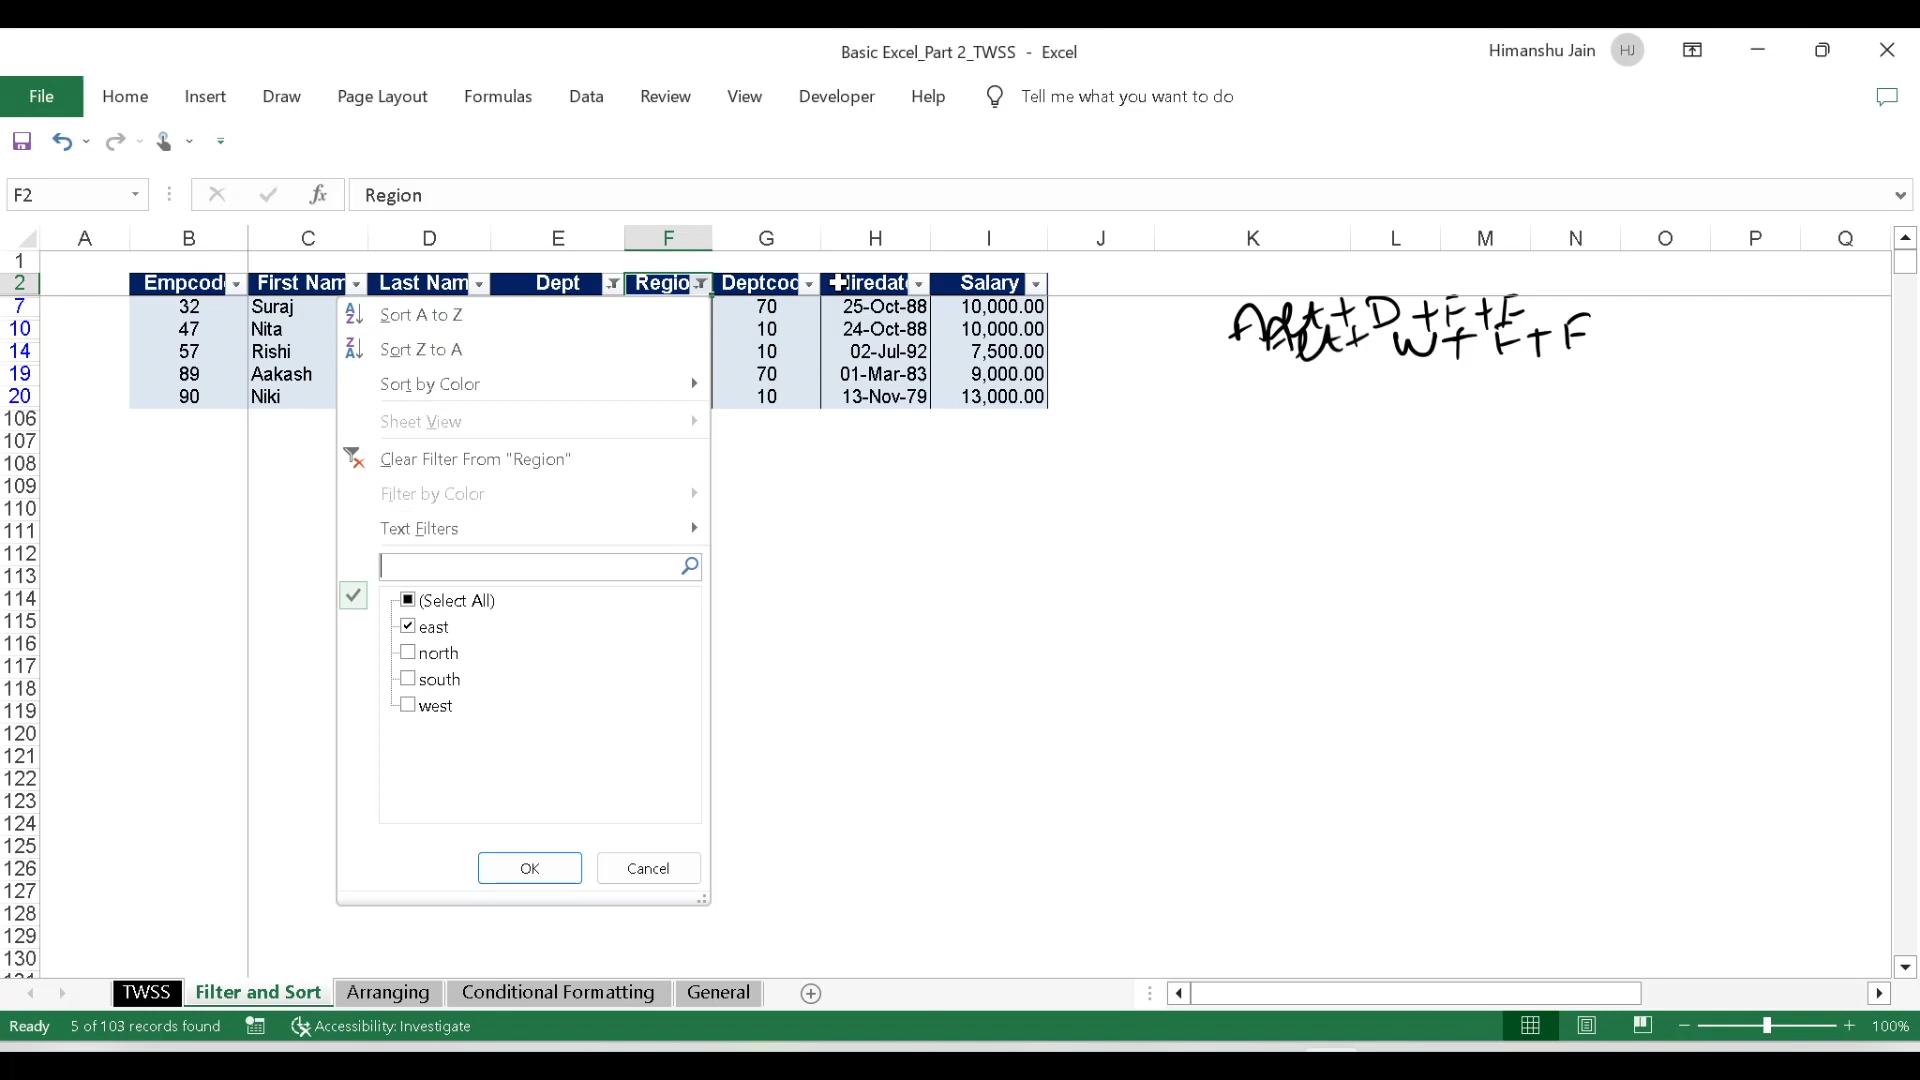 Basic Excel_Part 2_TWSS - Excel
Himanshu Jain HJ
File Home Insert Draw Page Layout Formulas Data Review View Developer Help Tell me what you want to do
F2 fx Region
A B C D E F G H I J K L M N O P Q
1
2 Empcod First Nam Last Nam Dept Regio Deptcod Hiredat Salary
7 32 Suraj 70 25-Oct-88 10,000.00
10 47 Nita 10 24-Oct-88 10,000.00
14 57 Rishi 10 02-Jul-92 7,500.00
19 89 Aakash 70 01-Mar-83 9,000.00
20 90 Niki 10 13-Nov-79 13,000.00
+ D + F + F
W + F + F
Sort A to Z
Sort Z to A
Sort by Color
Sheet View
Clear Filter From "Region"
Filter by Color
Text Filters
(Select All)
east
north
south
west
OK Cancel
106
107
108
109
110
111
112
113
114
115
116
117
118
119
120
121
122
123
124
125
126
127
128
129
130
TWSS Filter and Sort Arranging Conditional Formatting General
Ready 5 of 103 records found Accessibility: Investigate 100%